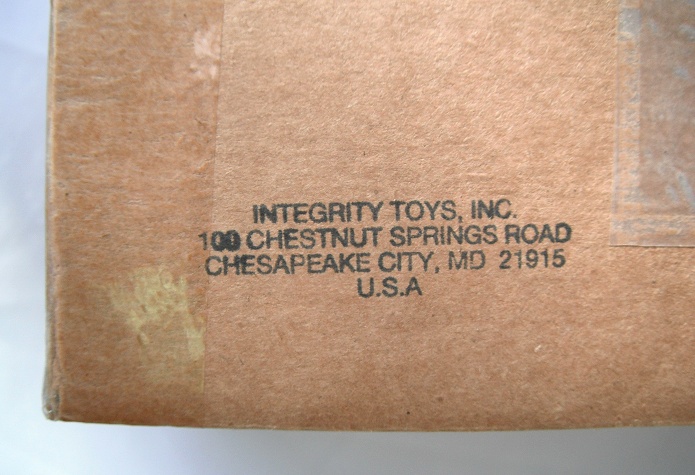 INTEGRITY TOYS, INC.
100 CHESTNUT SPRINGS ROAD
CHESAPEAKE CITY, MD 21915
U.S.A